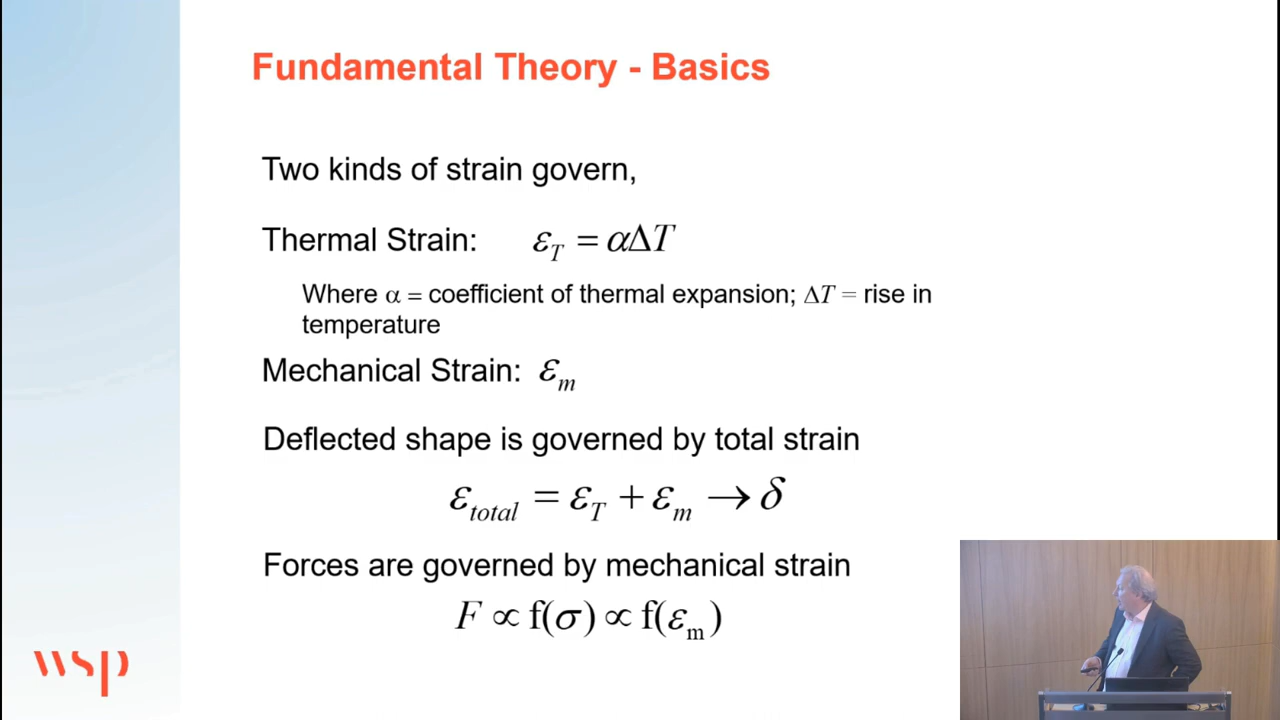 Fundamental Theory - Basics
Two kinds of strain govern,
Thermal Strain: ε_T = αΔT
Where α = coefficient of thermal expansion; ΔT = rise in
temperature
Mechanical Strain: ε_m
Deflected shape is governed by total strain
ε_total = ε_T + ε_m → δ
Forces are governed by mechanical strain
F ∝ f(σ) ∝ f(ε_m)
wsp